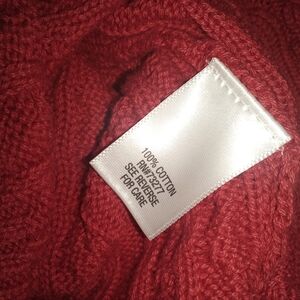 100% COTTON
RN#73277
SEE REVERSE
FOR CARE